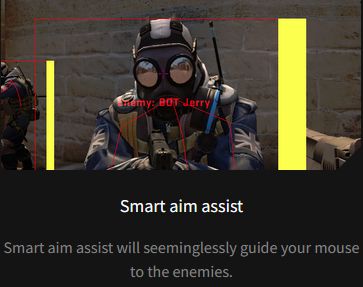 Enemy: BOT Jerry
Smart aim assist
Smart aim assist will seeminglessly guide your mouse
to the enemies.